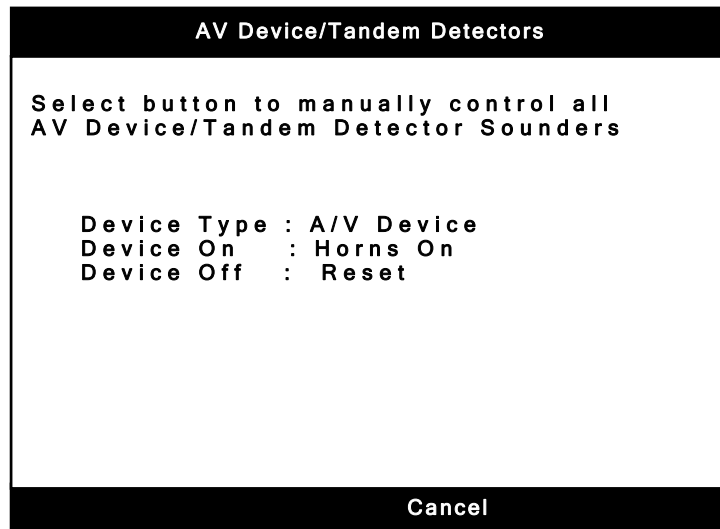 AV Device/Tandem Detectors
Select button to manually control all
AV Device/Tandem Detector Sounders
Device Type : A/V Device
Device On : Horns On
Device Off : Reset
Cancel